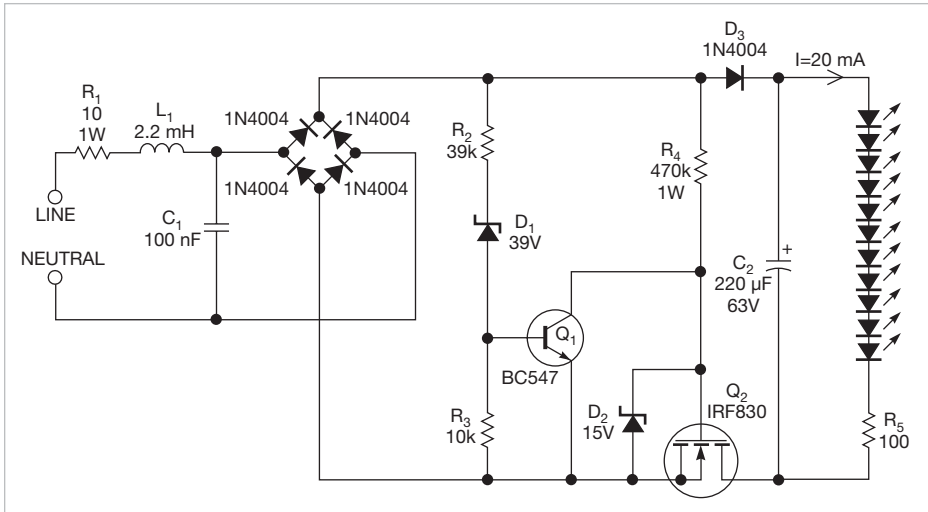 R1
10
1W
L1
2.2 mH
LINE
NEUTRAL
C1
100 nF
1N4004
1N4004
1N4004
1N4004
R2
39k
D1
39V
Q1
BC547
R3
10k
D2
15V
R4
470k
1W
Q2
IRF830
D3
1N4004
I=20 mA
C2
220 µF
63V
+
R5
100